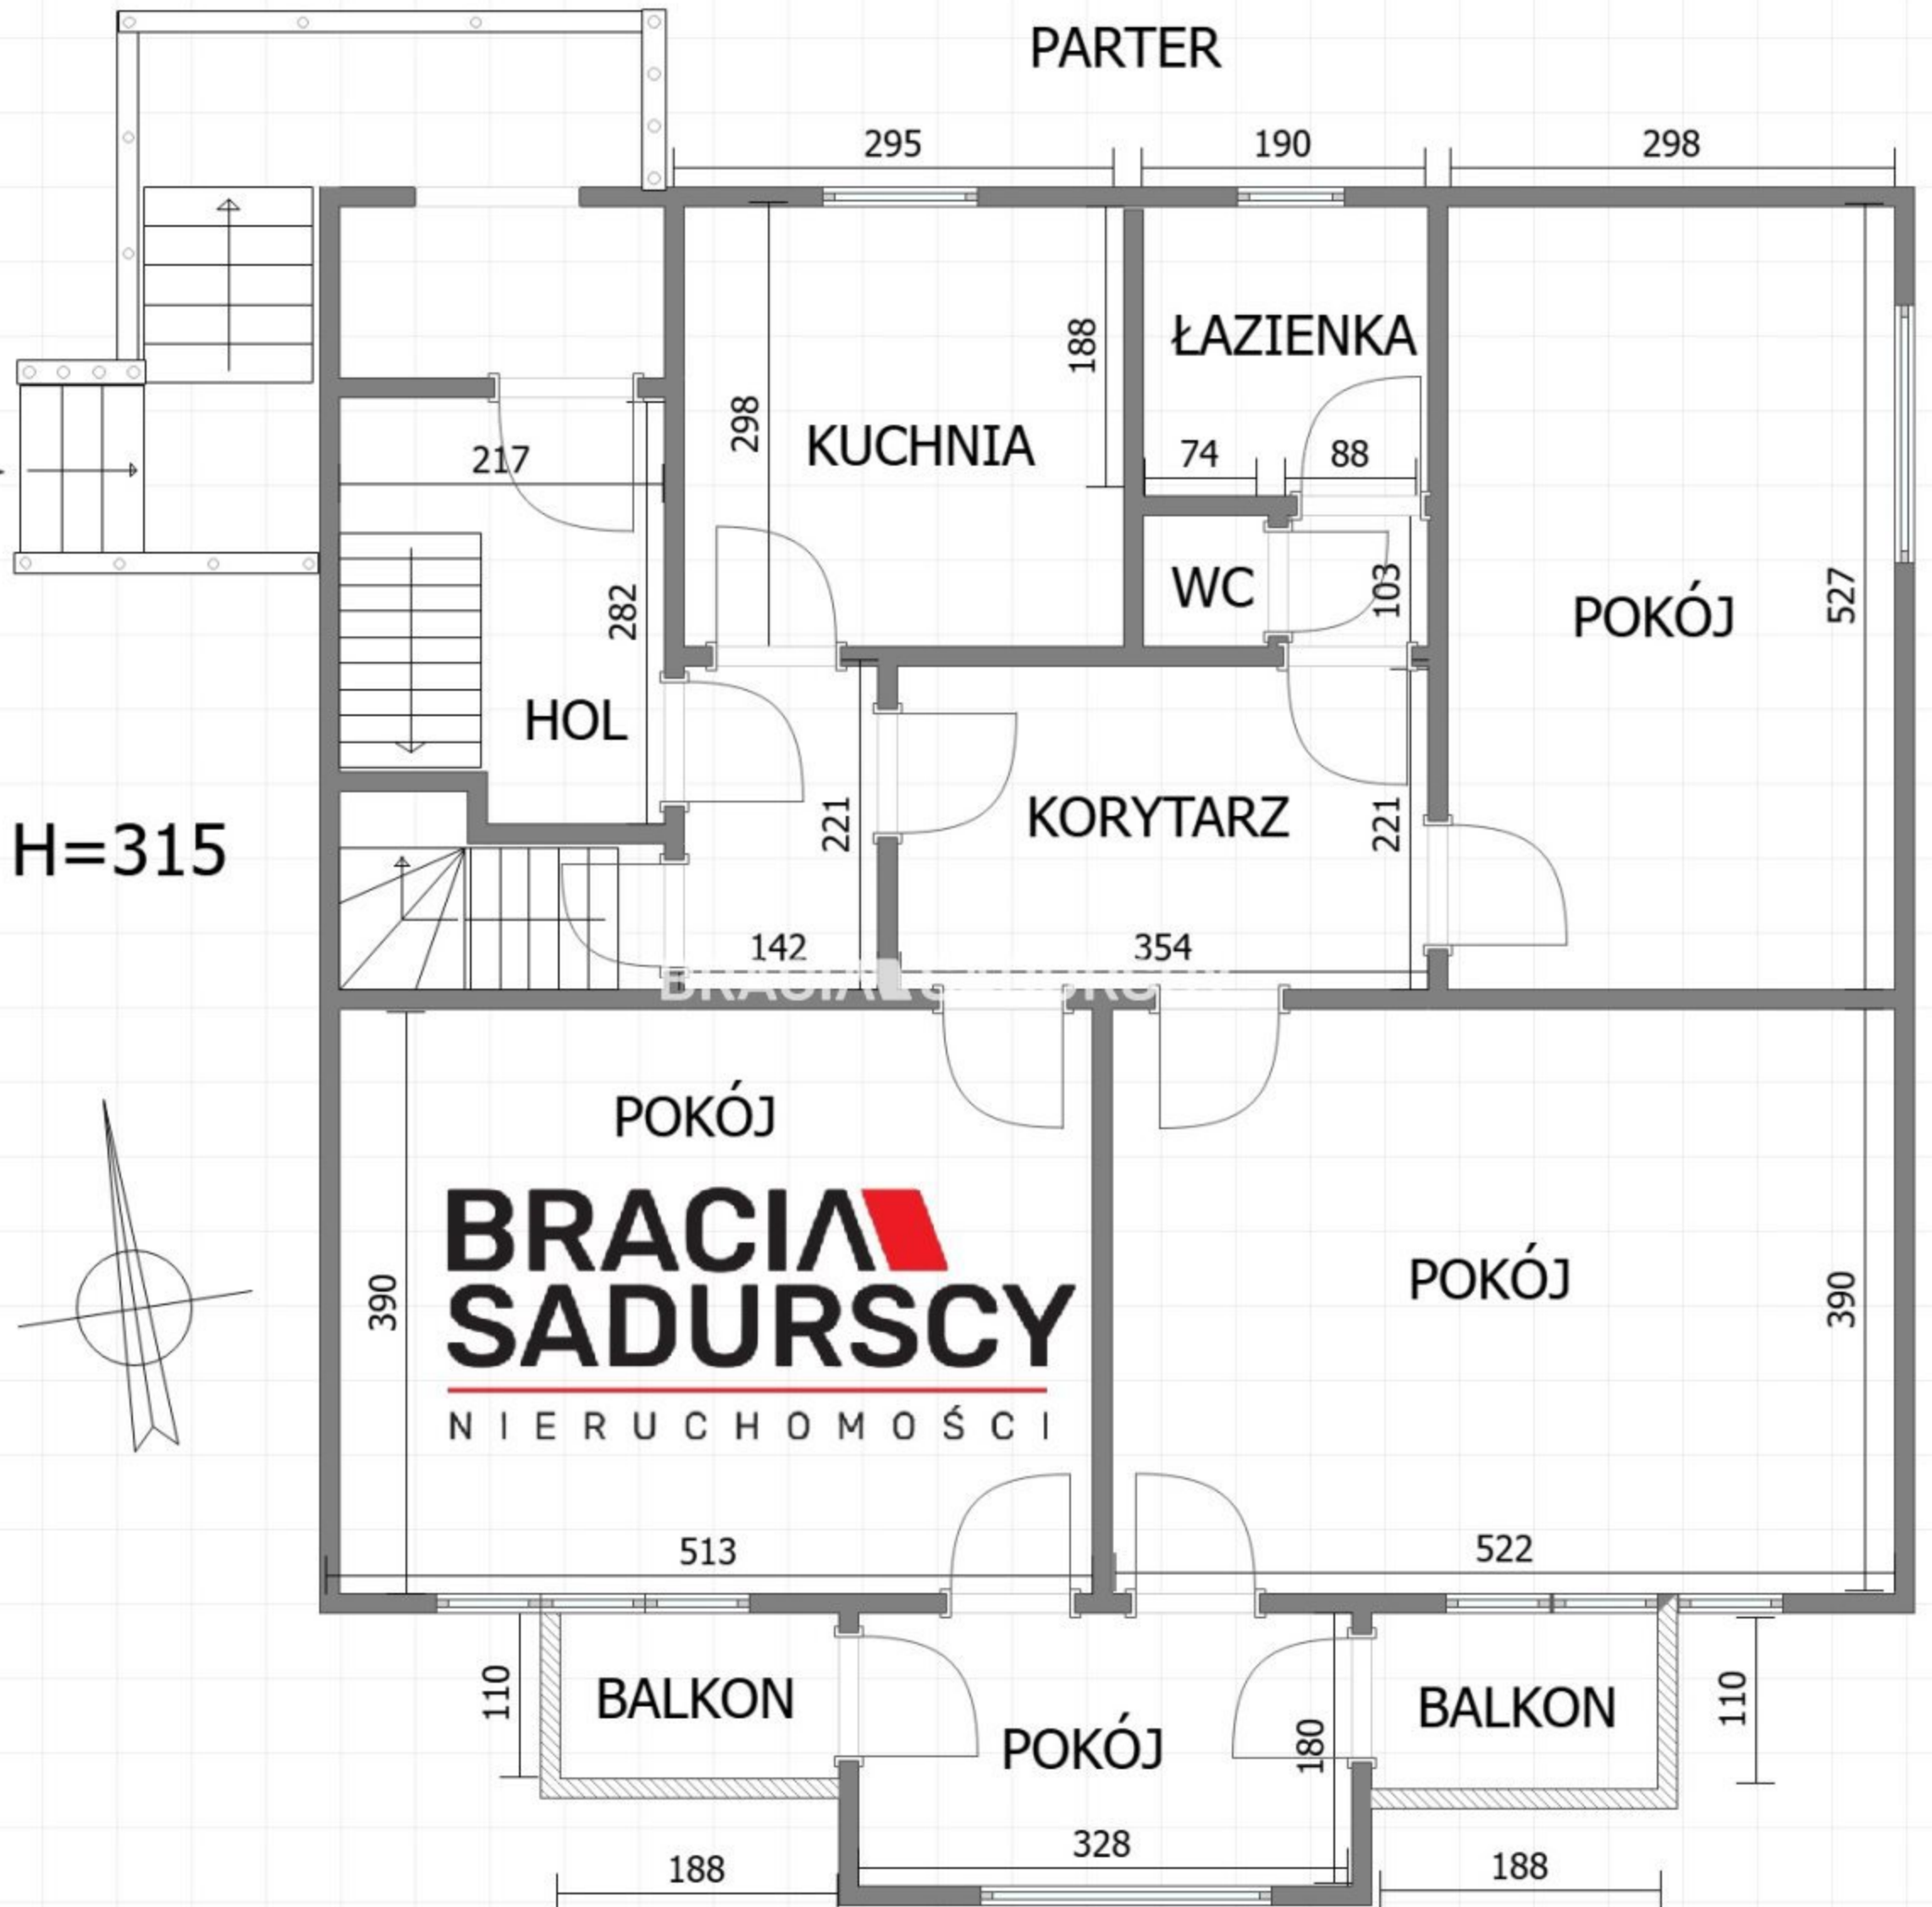 PARTER
295
190
298
188
ŁAZIENKA
298
KUCHNIA
74
88
217
WC
103
POKÓJ
527
282
HOL
H=315
221
KORYTARZ
221
142
354
BRACIA SADURSCY
POKÓJ
BRACIA
SADURSCY
NIERUCHOMOŚCI
390
POKÓJ
390
513
522
110
BALKON
POKÓJ
180
BALKON
110
328
188
188